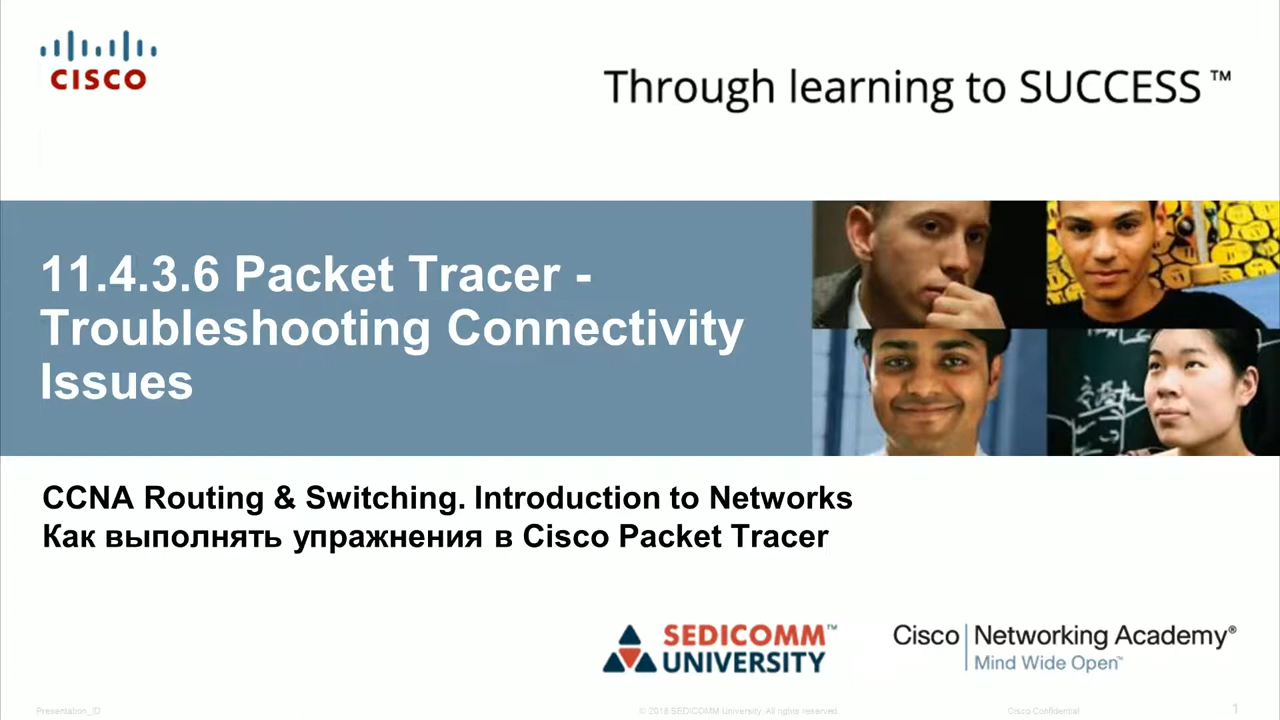 CISCO
Through learning to SUCCESS™
11.4.3.6 Packet Tracer -
Troubleshooting Connectivity
Issues
CCNA Routing & Switching. Introduction to Networks
Как выполнять упражнения в Cisco Packet Tracer
SEDICOMM™
UNIVERSITY
Cisco Networking Academy®
Mind Wide Open™
Presentation_ID
© 2018 SEDICOMM University. All rights reserved.
Cisco Confidential
1